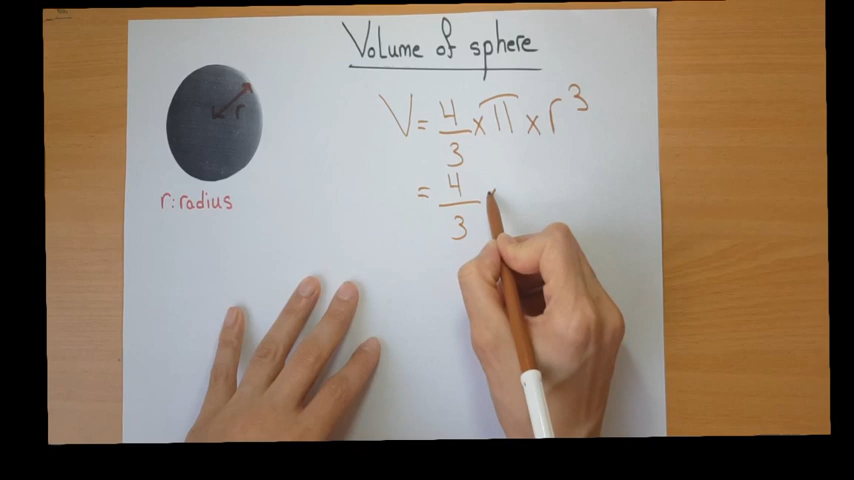 Volume of sphere
r
r:radius
V = 4/3 x π x r³
= 4/3 x